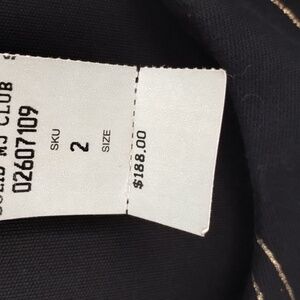 MJ CLUB
02607109
SKU
2
SIZE
$188.00